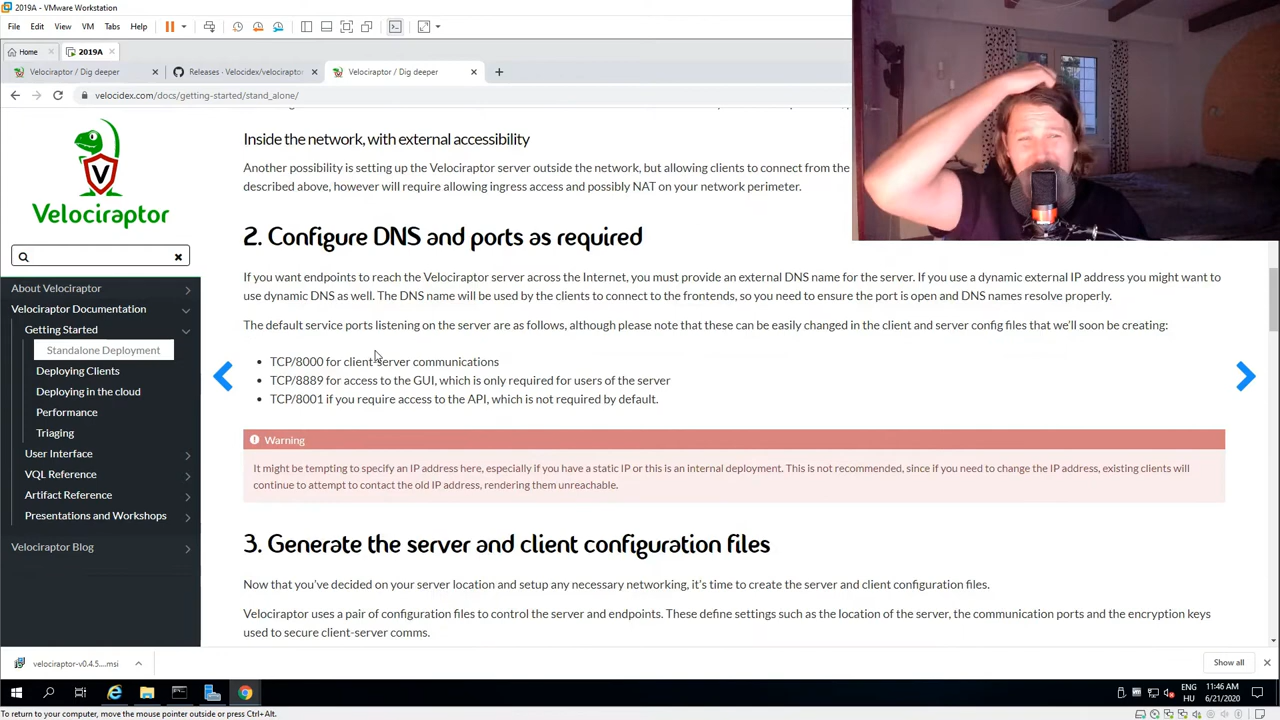 2019A - VMware Workstation
File Edit View VM Tabs Help
Home 2019A
Velociraptor / Dig deeper Releases · Velocidex/velociraptor Velociraptor / Dig deeper
velocidex.com/docs/getting-started/stand_alone/
Velociraptor
About Velociraptor
Velociraptor Documentation
Getting Started
Standalone Deployment
Deploying Clients
Deploying in the cloud
Performance
Triaging
User Interface
VQL Reference
Artifact Reference
Presentations and Workshops
Velociraptor Blog
Inside the network, with external accessibility
Another possibility is setting up the Velociraptor server outside the network, but allowing clients to connect from the
described above, however will require allowing ingress access and possibly NAT on your network perimeter.
2. Configure DNS and ports as required
If you want endpoints to reach the Velociraptor server across the Internet, you must provide an external DNS name for the server. If you use a dynamic external IP address you might want to
use dynamic DNS as well. The DNS name will be used by the clients to connect to the frontends, so you need to ensure the port is open and DNS names resolve properly.
The default service ports listening on the server are as follows, although please note that these can be easily changed in the client and server config files that we'll soon be creating:
• TCP/8000 for client-server communications
• TCP/8889 for access to the GUI, which is only required for users of the server
• TCP/8001 if you require access to the API, which is not required by default.
Warning
It might be tempting to specify an IP address here, especially if you have a static IP or this is an internal deployment. This is not recommended, since if you need to change the IP address, existing clients will
continue to attempt to contact the old IP address, rendering them unreachable.
3. Generate the server and client configuration files
Now that you've decided on your server location and setup any necessary networking, it's time to create the server and client configuration files.
Velociraptor uses a pair of configuration files to control the server and endpoints. These define settings such as the location of the server, the communication ports and the encryption keys
used to secure client-server comms.
velociraptor-v0.4.5....msi
Show all
ENG
HU
11:46 AM
6/21/2020
To return to your computer, move the mouse pointer outside or press Ctrl+Alt.